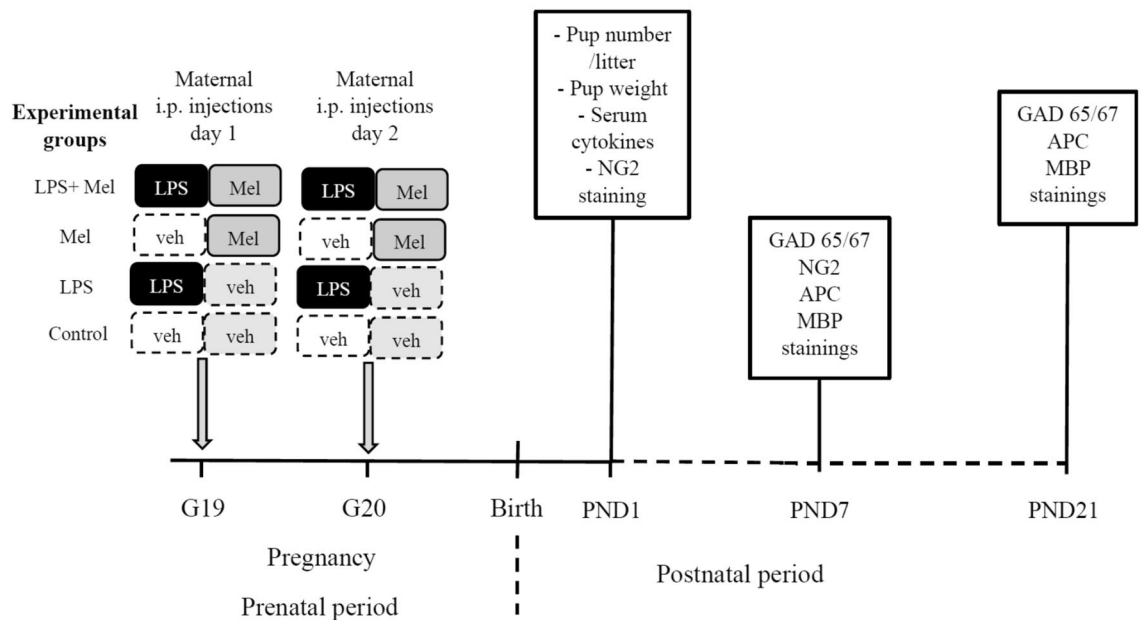 Experimental
groups
Maternal
i.p. injections
day 1
Maternal
i.p. injections
day 2
LPS+ Mel
LPS
Mel
LPS
Mel
Mel
veh
Mel
veh
Mel
LPS
LPS
veh
LPS
veh
Control
veh
veh
veh
veh
- Pup number
/litter
- Pup weight
- Serum
cytokines
- NG2
staining
GAD 65/67
NG2
APC
MBP
stainings
GAD 65/67
APC
MBP
stainings
G19
G20
Birth
PND1
PND7
PND21
Pregnancy
Prenatal period
Postnatal period